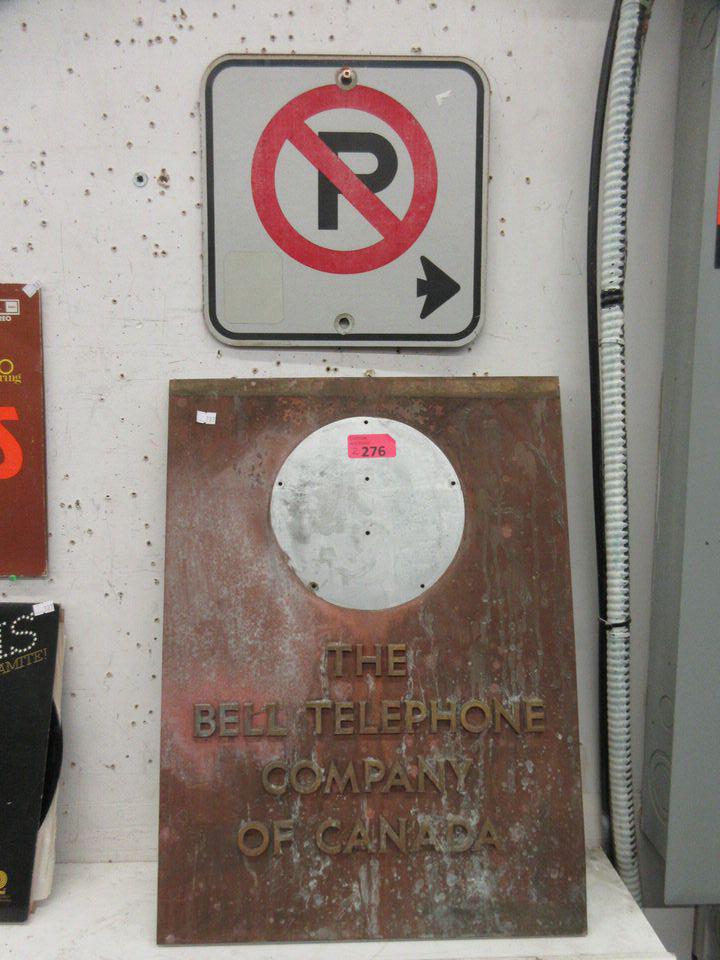 P
276
THE
BELL TELEPHONE
COMPANY
OF CANADA